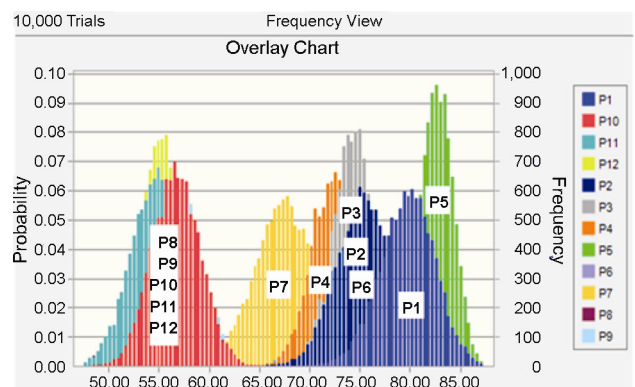 10,000 Trials Frequency View
Overlay Chart
0.10
0.09
0.08
0.07
0.06
0.05
0.04
0.03
0.02
0.01
0.00
Probability
P8
P9
P10
P11
P12
P7
P4
P3
P2
P6
P1
P5
1,000
900
800
700
600
500
400
300
200
100
0
Frequency
50.00 55.00 60.00 65.00 70.00 75.00 80.00 85.00
P1
P10
P11
P12
P2
P3
P4
P5
P6
P7
P8
P9